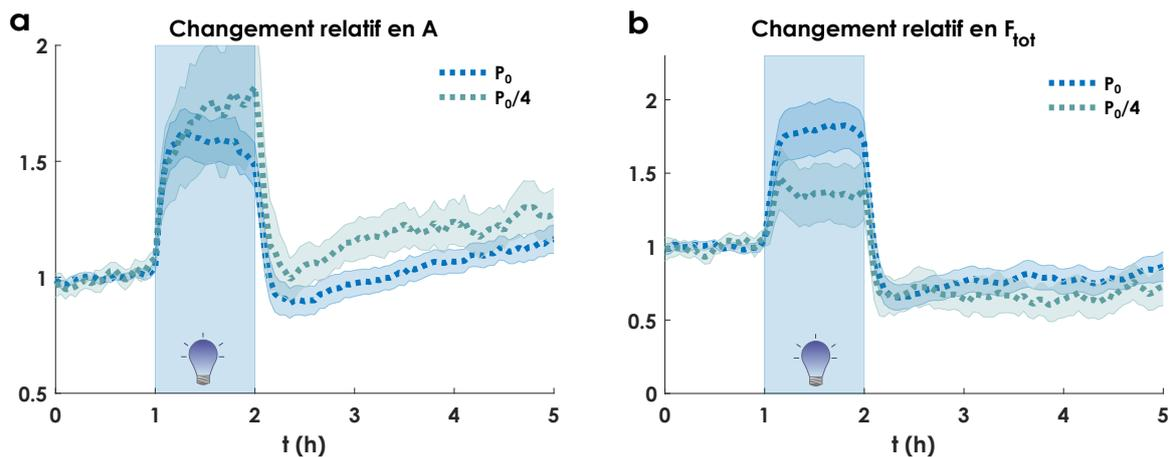 a
Changement relatif en A
2
1.5
1
0.5
P0
P0/4
0 1 2 3 4 5
t (h)
b
Changement relatif en Ftot
2
1.5
1
0.5
0
P0
P0/4
0 1 2 3 4 5
t (h)